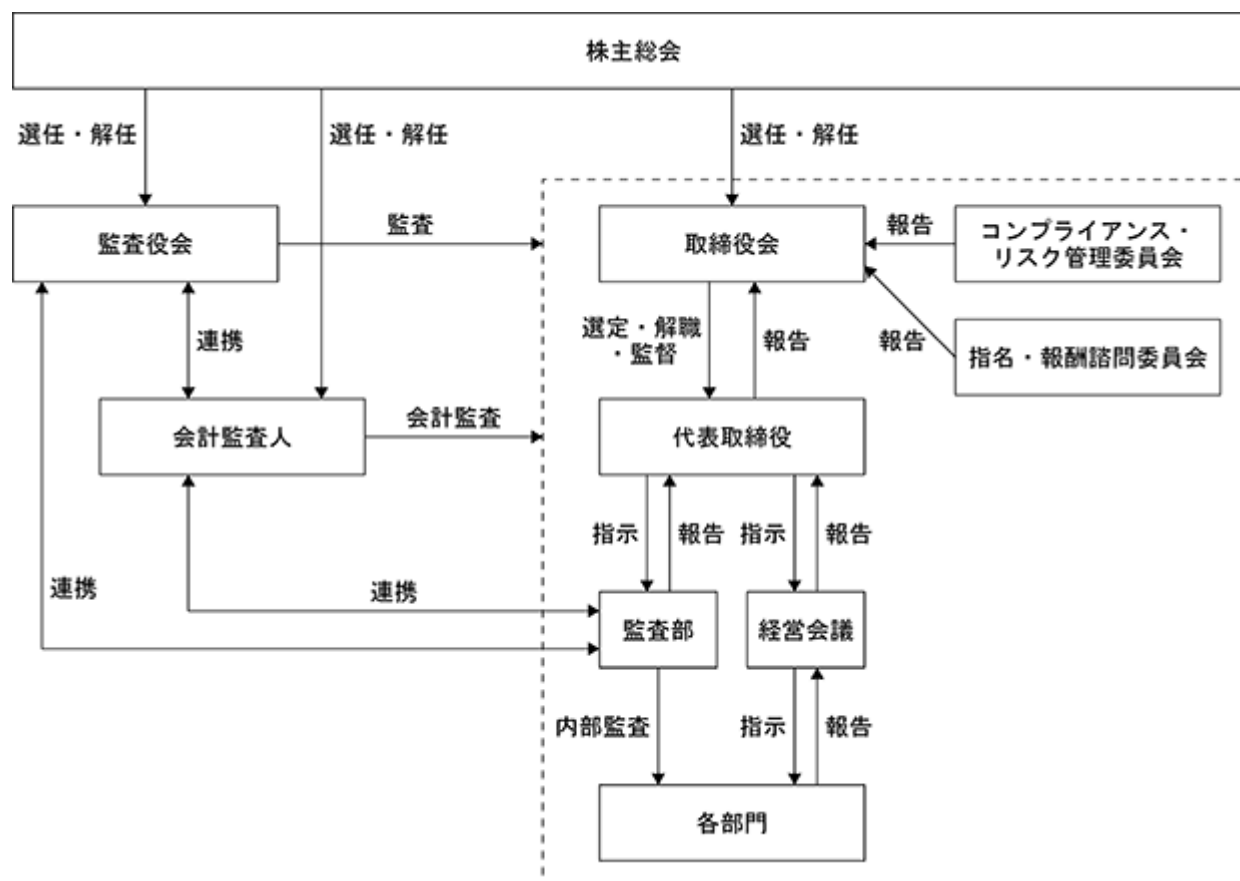 株主総会
選任・解任
選任・解任
選任・解任
監査役会
監査
取締役会
報告
コンプライアンス・
リスク管理委員会
連携
選定・解職
・監督
報告
報告
指名・報酬諮問委員会
会計監査人
会計監査
代表取締役
指示
報告
指示
報告
連携
連携
監査部
経営会議
内部監査
指示
報告
各部門